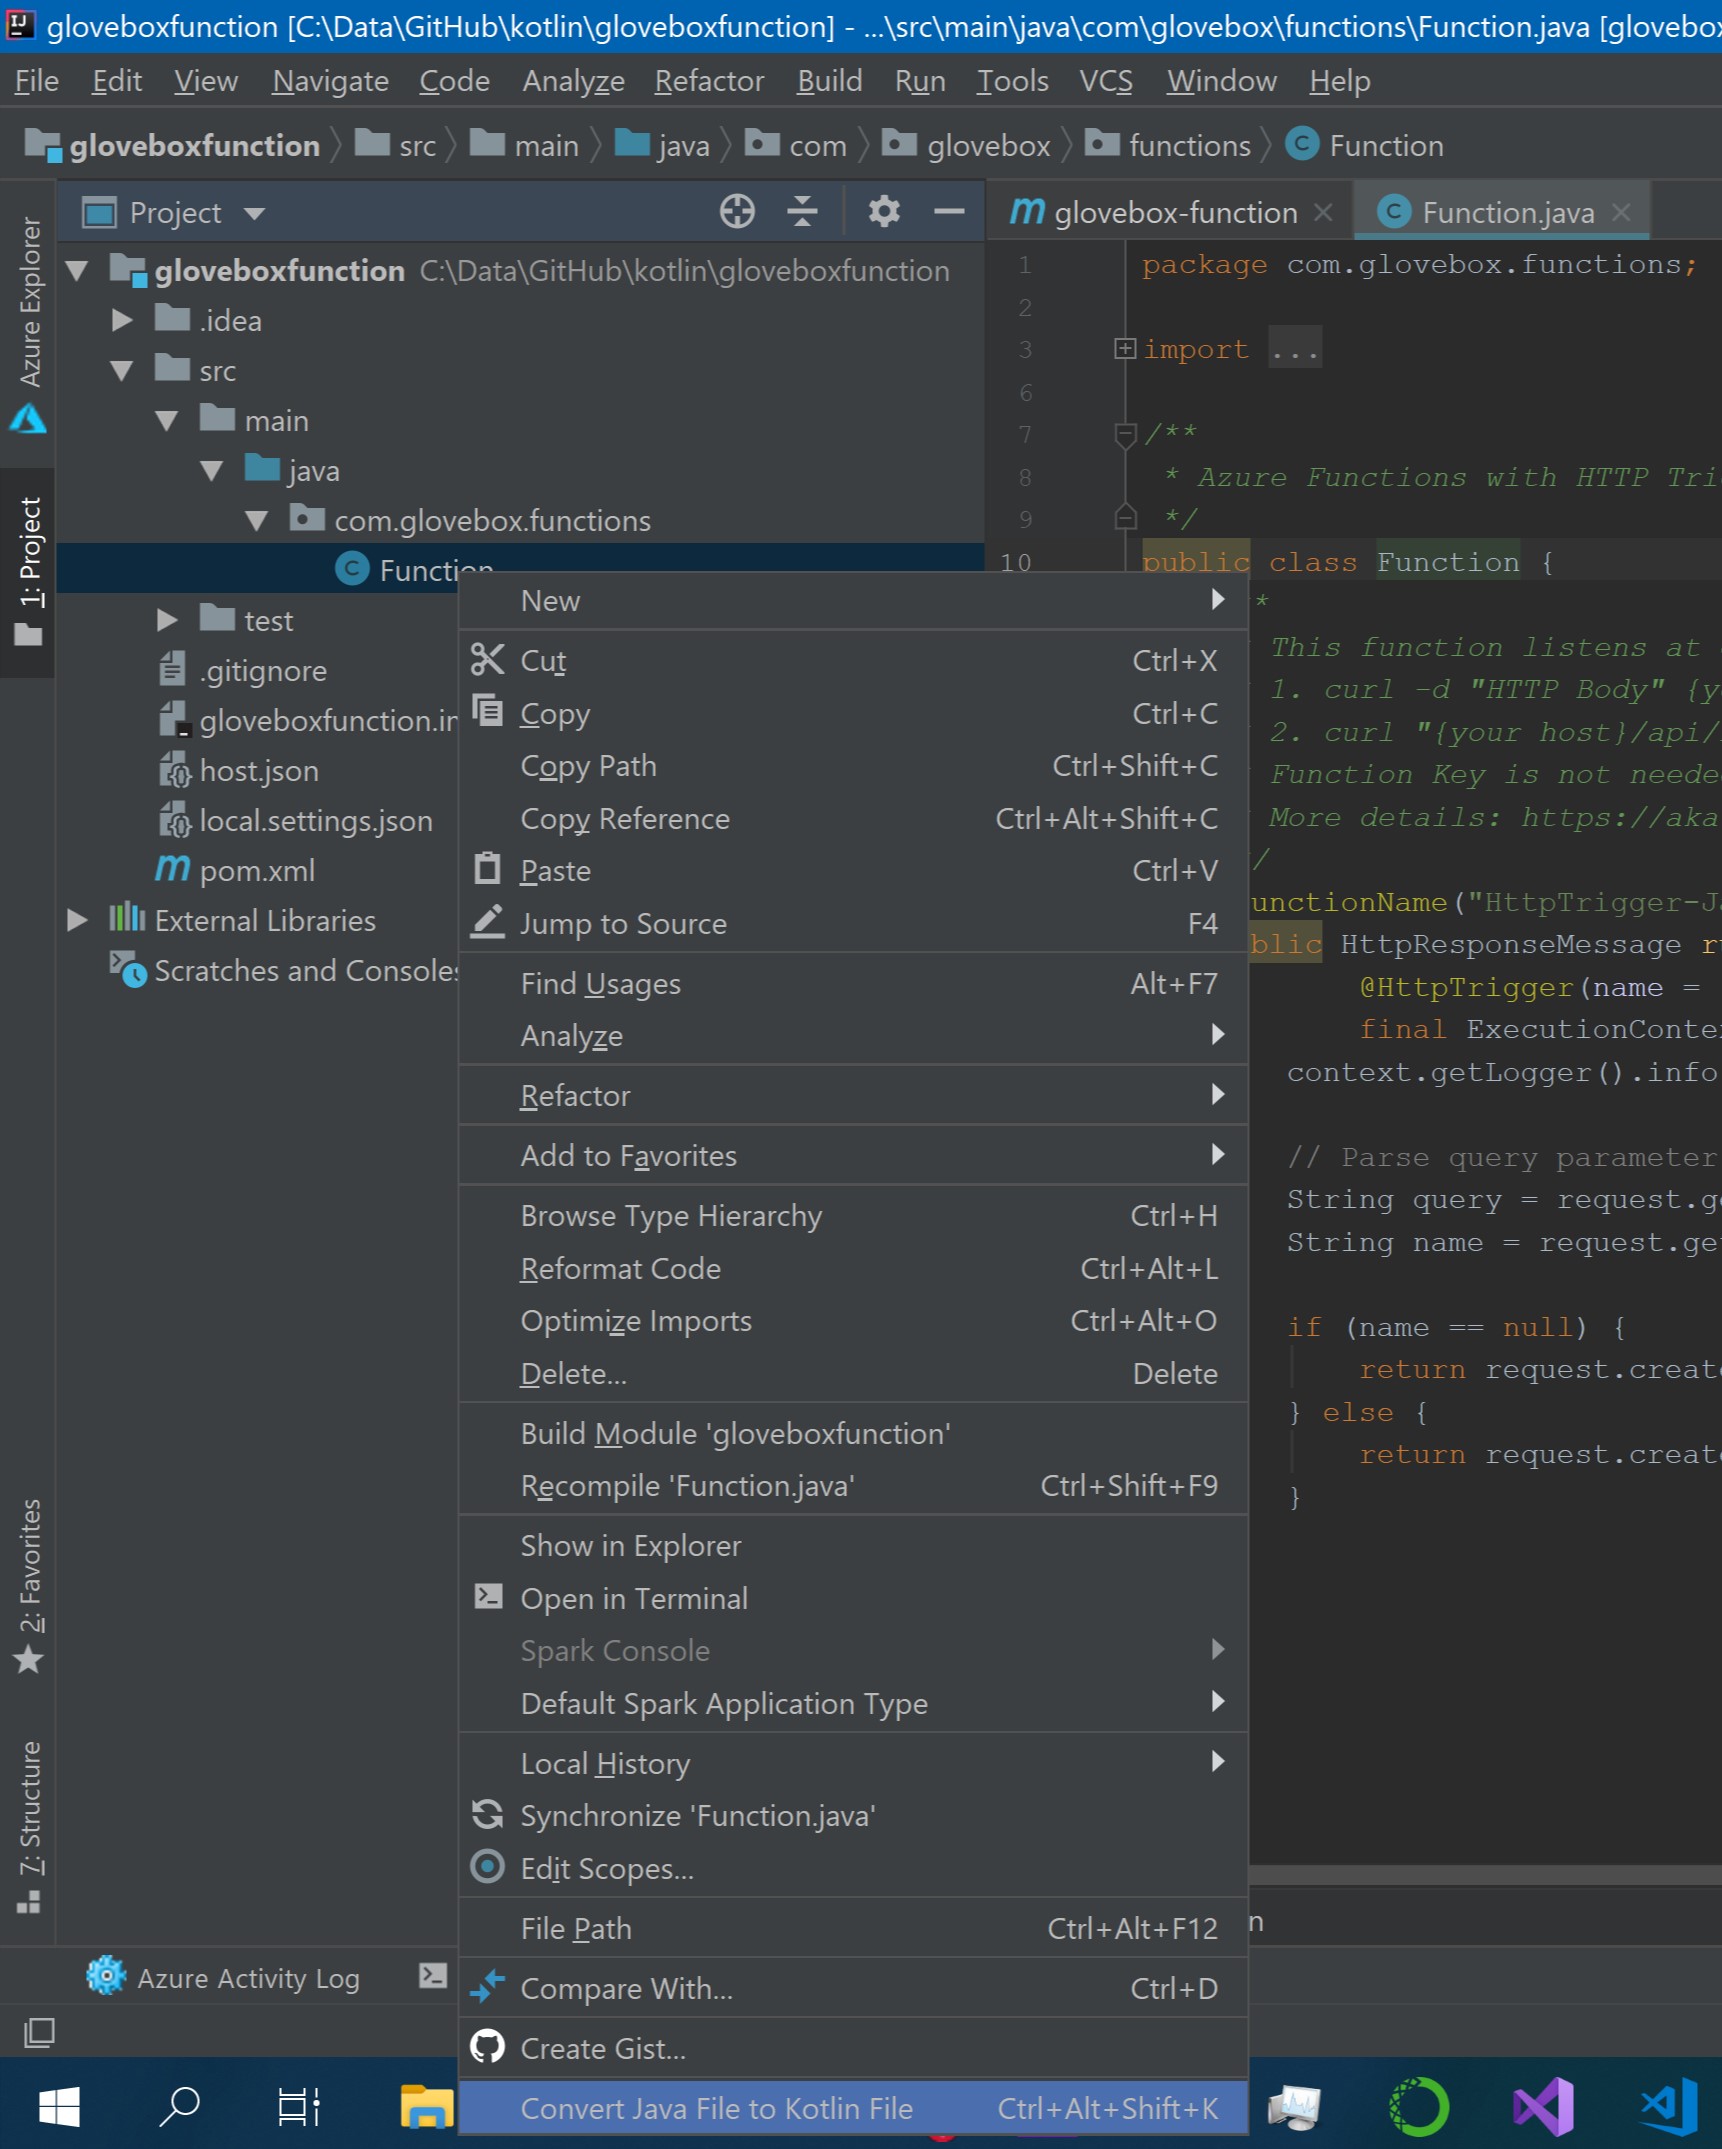 gloveboxfunction [C:\Data\GitHub\kotlin\gloveboxfunction] - ...\src\main\java\com\glovebox\functions\Function.java [glovebox
File Edit View Navigate Code Analyze Refactor Build Run Tools VCS Window Help
gloveboxfunction src main java com glovebox functions Function
Project
glovebox-function
Function.java
Azure Explorer
1: Project
2: Favorites
7: Structure
gloveboxfunction C:\Data\GitHub\kotlin\gloveboxfunction
.idea
src
main
java
com.glovebox.functions
Function
test
.gitignore
gloveboxfunction.im
host.json
local.settings.json
pom.xml
External Libraries
Scratches and Consoles
New
Cut Ctrl+X
Copy Ctrl+C
Copy Path Ctrl+Shift+C
Copy Reference Ctrl+Alt+Shift+C
Paste Ctrl+V
Jump to Source F4
Find Usages Alt+F7
Analyze
Refactor
Add to Favorites
Browse Type Hierarchy Ctrl+H
Reformat Code Ctrl+Alt+L
Optimize Imports Ctrl+Alt+O
Delete... Delete
Build Module 'gloveboxfunction'
Recompile 'Function.java' Ctrl+Shift+F9
Show in Explorer
Open in Terminal
Spark Console
Default Spark Application Type
Local History
Synchronize 'Function.java'
Edit Scopes...
File Path Ctrl+Alt+F12
Compare With... Ctrl+D
Create Gist...
Convert Java File to Kotlin File Ctrl+Alt+Shift+K
1 package com.glovebox.functions;
2
3 import ...
6
7 /**
8 * Azure Functions with HTTP Tri
9 */
10 public class Function {
*
This function listens at
1. curl -d "HTTP Body" {y
2. curl "{your host}/api/
Function Key is not neede
More details: https://aka
/
unctionName("HttpTrigger-J
blic HttpResponseMessage r
@HttpTrigger(name =
final ExecutionConte
context.getLogger().info
// Parse query parameter
String query = request.g
String name = request.ge
if (name == null) {
return request.creat
} else {
return request.creat
}
n
Azure Activity Log